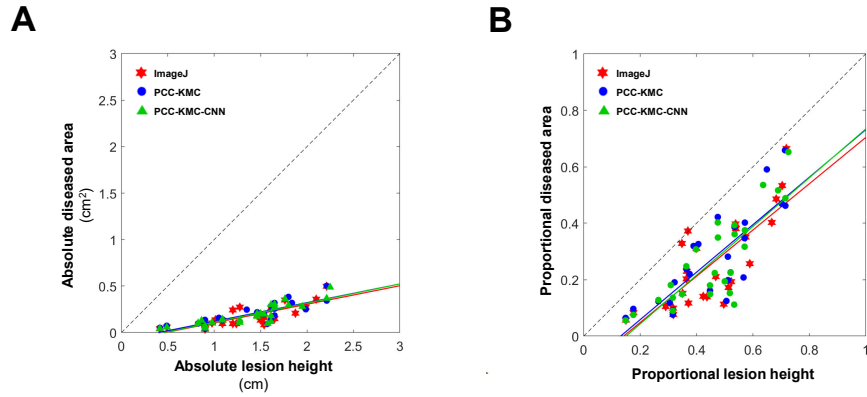 A
3
2.5
2
1.5
1
0.5
0
0
0.5
1
1.5
2
2.5
3
Absolute diseased area
(cm²)
ImageJ
PCC-KMC
PCC-KMC-CNN
Absolute lesion height
(cm)
B
1
0.8
0.6
0.4
0.2
0
0
0.2
0.4
0.6
0.8
1
Proportional diseased area
ImageJ
PCC-KMC
PCC-KMC-CNN
Proportional lesion height